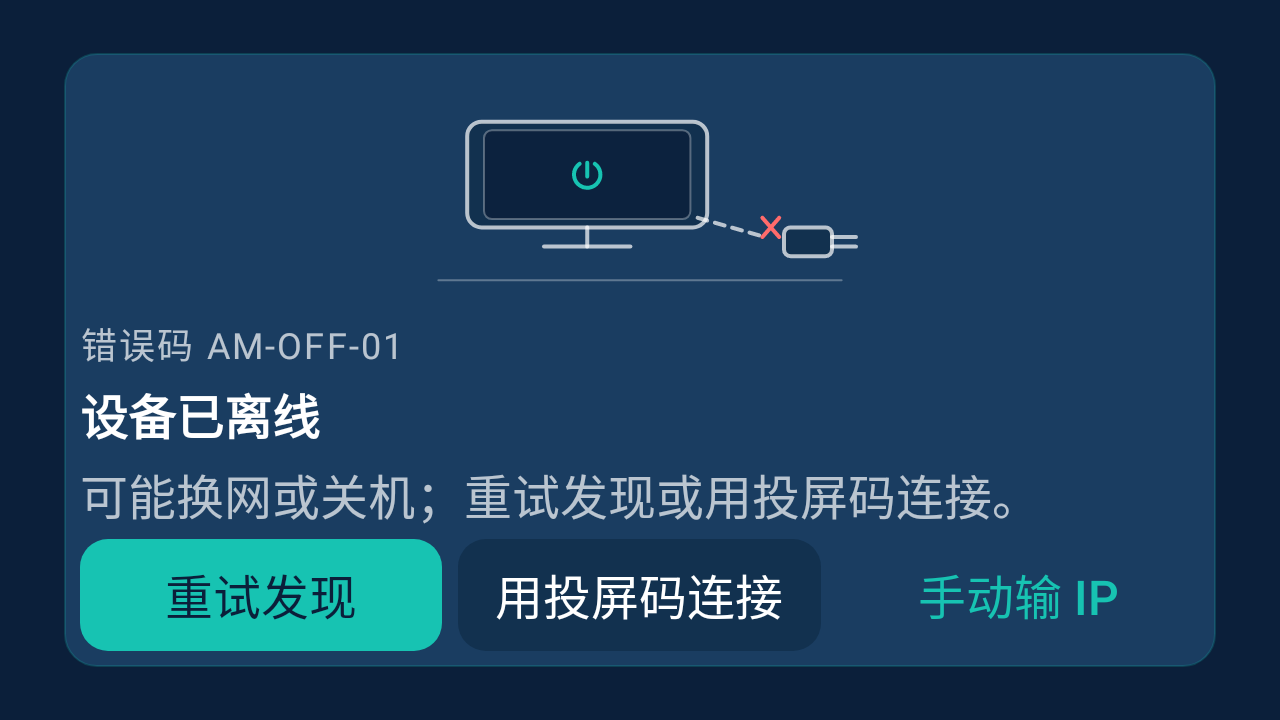 错误码 AM-OFF-01
设备已离线
可能换网或关机；重试发现或用投屏码连接。
重试发现
用投屏码连接
手动输 IP